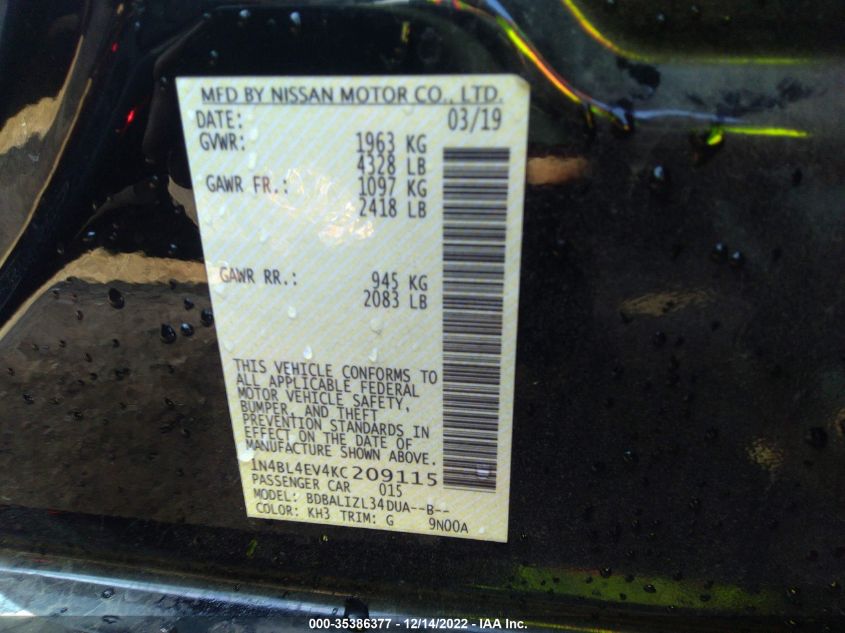 MFD BY NISSAN MOTOR CO., LTD.
DATE: 03/19
GVWR: 1963 KG
4328 LB
GAWR FR.: 1097 KG
2418 LB
GAWR RR.: 945 KG
2083 LB
THIS VEHICLE CONFORMS TO
ALL APPLICABLE FEDERAL
MOTOR VEHICLE SAFETY,
BUMPER, AND THEFT
PREVENTION STANDARDS IN
EFFECT ON THE DATE OF
MANUFACTURE SHOWN ABOVE.
1N4BL4EV4KC209115
PASSENGER CAR 015
MODEL: BDBALIZL34DUA--B--
COLOR: KH3 TRIM: G 9N00A
000-35386377 - 12/14/2022 - IAA Inc.